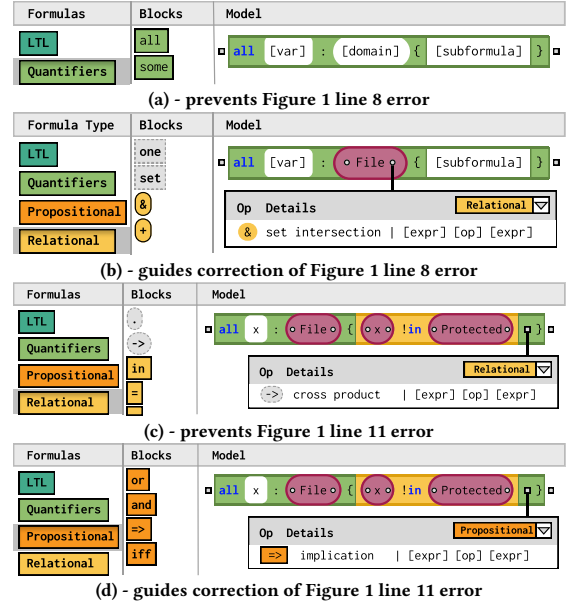 Formulas Blocks Model
LTL all
Quantifiers some
all [var] : [domain] { [subformula] }
(a) - prevents Figure 1 line 8 error
Formula Type Blocks Model
LTL one
Quantifiers set
Propositional &
Relational +
all [var] : File { [subformula] }
Op Details Relational
& set intersection | [expr] [op] [expr]
(b) - guides correction of Figure 1 line 8 error
Formulas Blocks Model
LTL .
Quantifiers ->
Propositional in
Relational =
all x : File { x !in Protected }
Op Details Relational
-> cross product | [expr] [op] [expr]
(c) - prevents Figure 1 line 11 error
Formulas Blocks Model
LTL or
Quantifiers and
Propositional =>
Relational iff
all x : File { x !in Protected }
Op Details Propositional
=> implication | [expr] [op] [expr]
(d) - guides correction of Figure 1 line 11 error